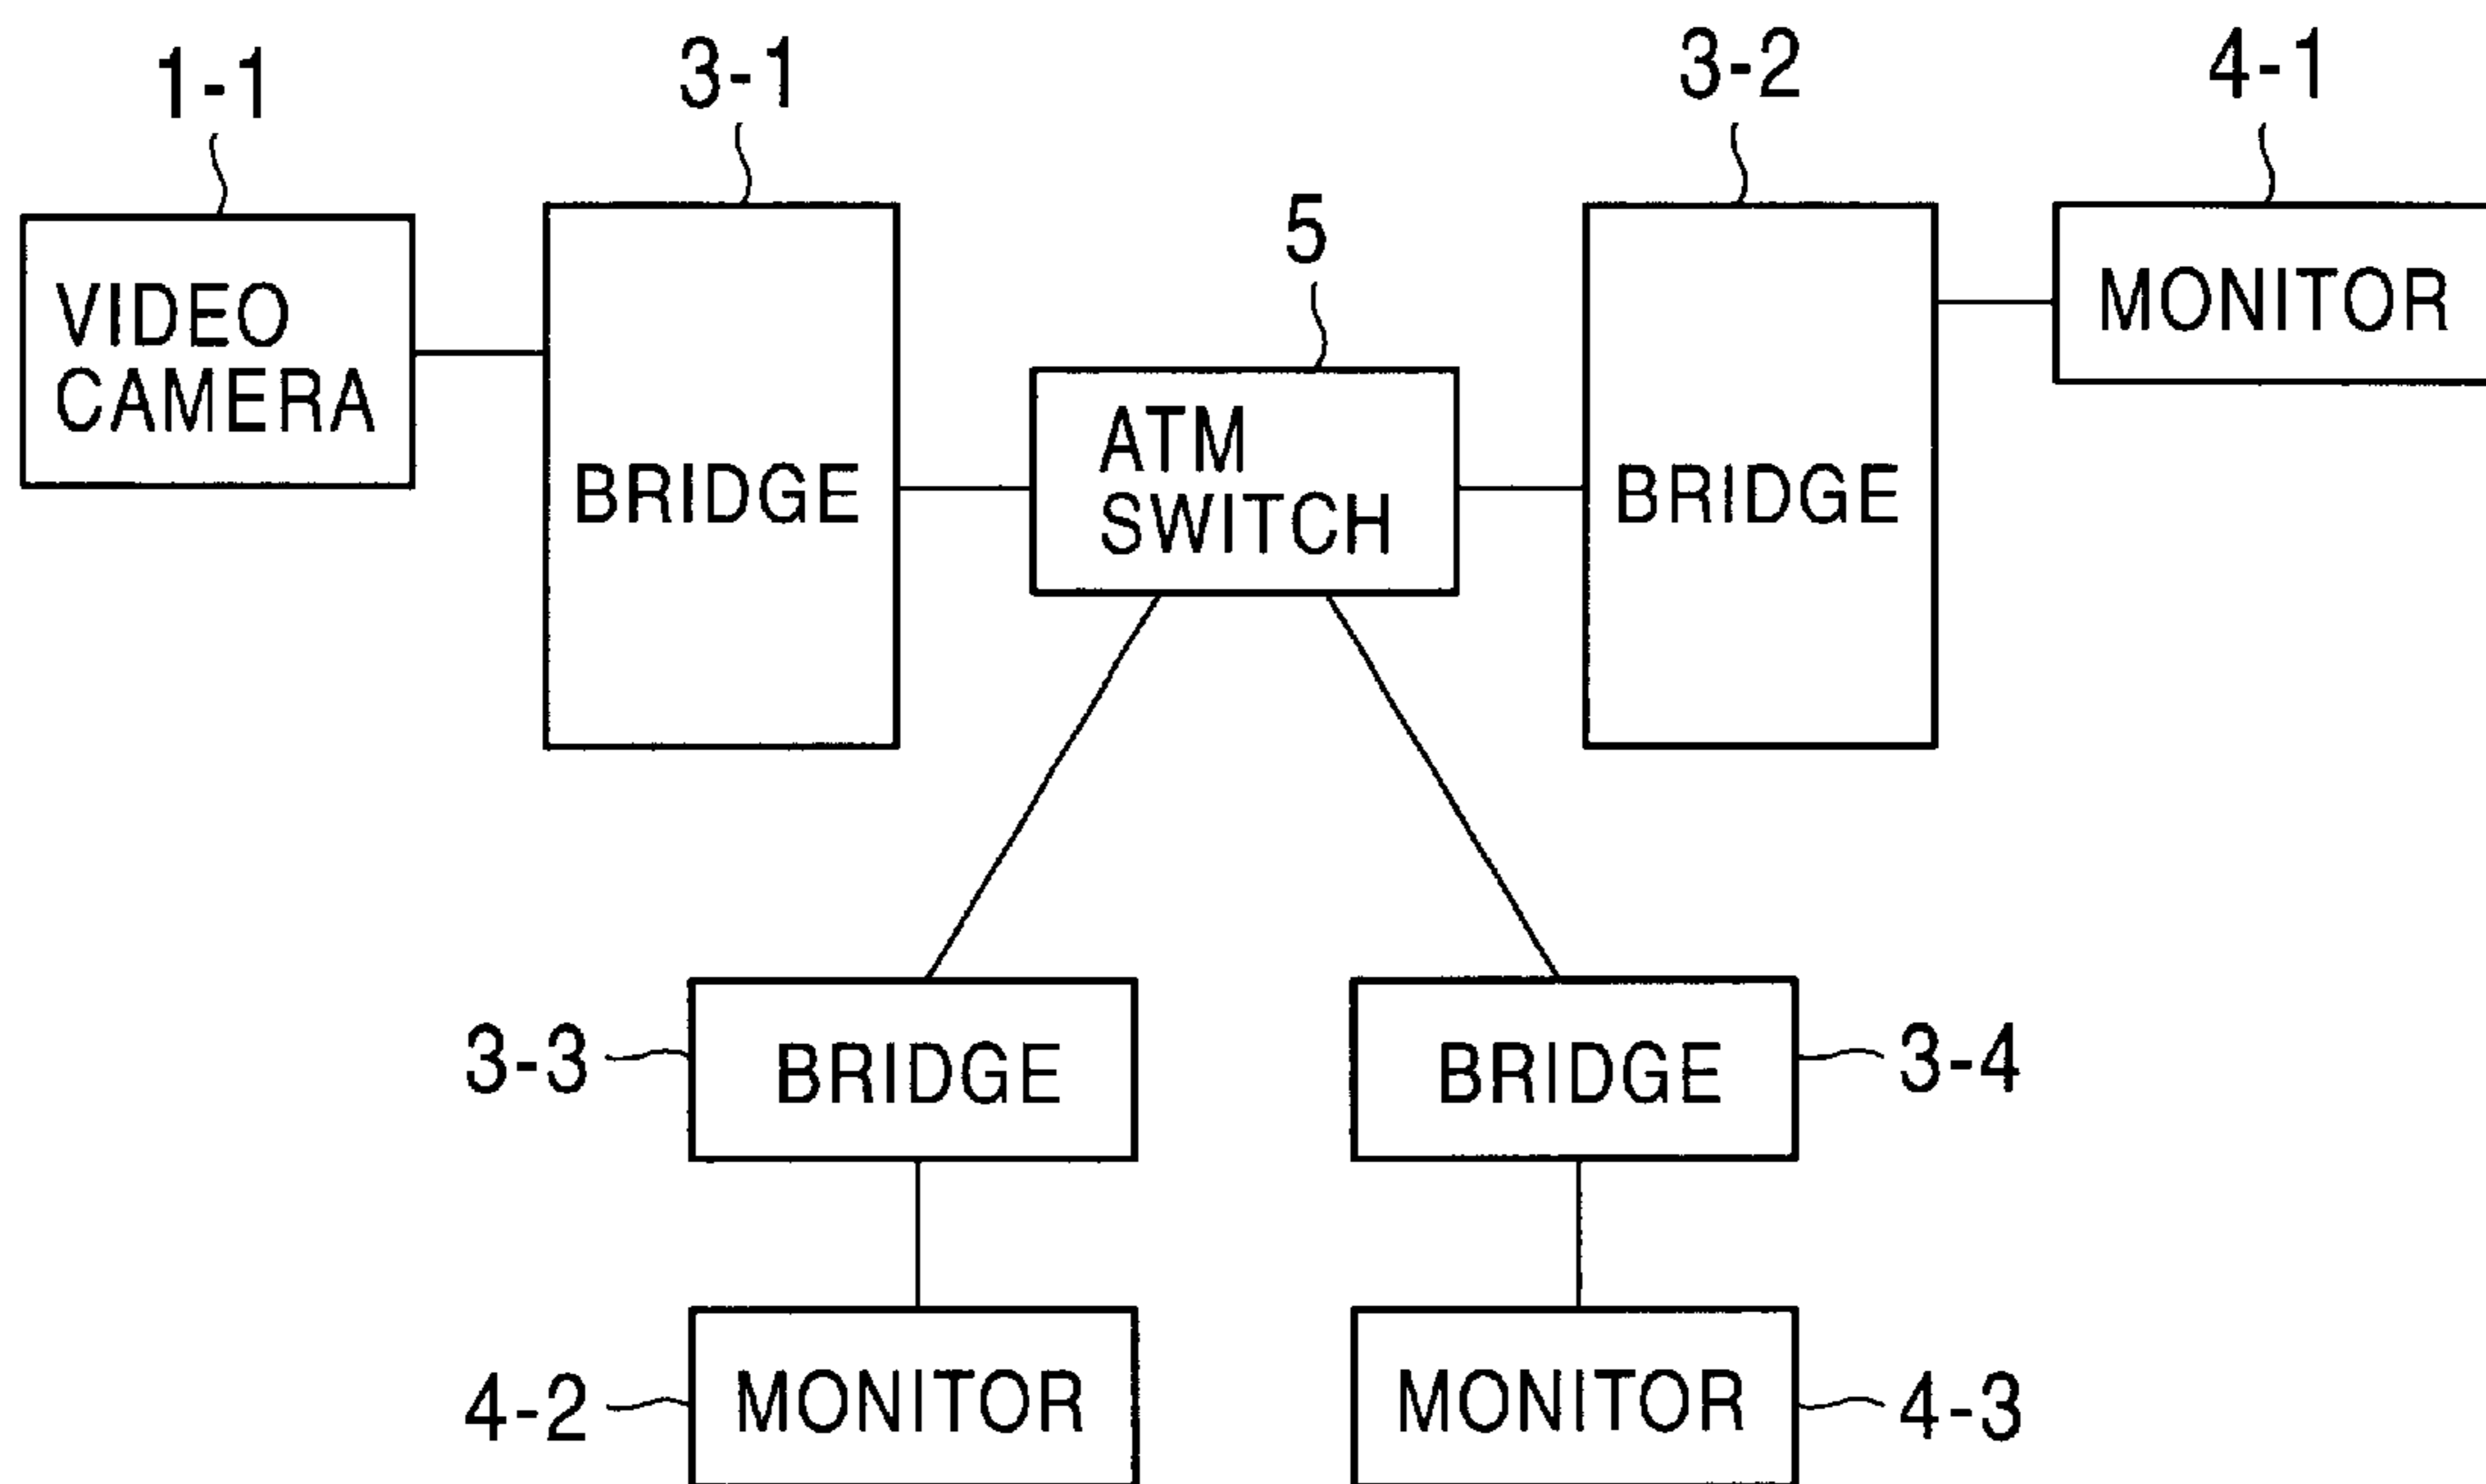 1-1
3-1
3-2
4-1
5
VIDEO
CAMERA
BRIDGE
ATM
SWITCH
BRIDGE
MONITOR
3-3
BRIDGE
BRIDGE
3-4
4-2
MONITOR
MONITOR
4-3